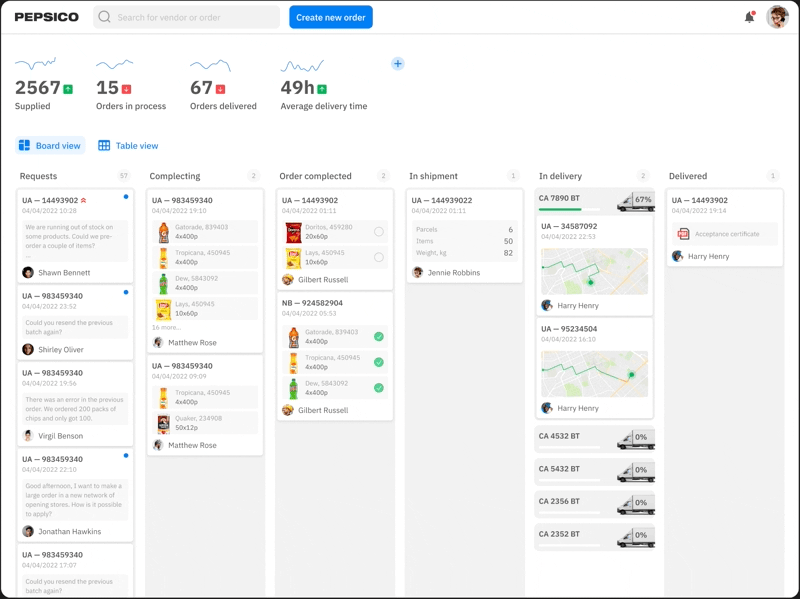 PEPSICO
Search for vendor or order
Create new order
2567
Supplied
15
Orders in process
67
Orders delivered
49h
Average delivery time
Board view
Table view
Requests
57
UA — 14493902
04/04/2022 10:28
We are running out of stock on
some products. Could we pre-
order a couple of items?
...
Shawn Bennett
UA — 983459340
04/04/2022 23:52
Could you resend the previous
batch again?
Shirley Oliver
UA — 983459340
04/04/2022 19:56
There was an error in the previous
order. We ordered 200 packs of
chips and only got 100.
Virgil Benson
UA — 983459340
04/04/2022 22:10
Good afternoon, I want to make a
large order in a new network of
opening stores. How is it possible
to apply?
Jonathan Hawkins
UA — 983459340
04/04/2022 17:07
Could you resend the previous
batch again?
Complecting
2
UA — 983459340
04/04/2022 19:10
Gatorade, 839403
4x400p
Tropicana, 450945
4x400p
Dew, 5843092
4x400p
Lays, 450945
10x60p
16 more...
Matthew Rose
UA — 983459340
04/04/2022 09:09
Tropicana, 450945
4x400p
Quaker, 234908
50x12p
Matthew Rose
Order complected
2
UA — 14493902
04/04/2022 01:11
Doritos, 459280
20x60p
Lays, 450945
10x60p
Gilbert Russell
NB — 924582904
04/04/2022 05:53
Gatorade, 839403
4x400p
Tropicana, 450945
4x400p
Dew, 5843092
4x400p
Gilbert Russell
In shipment
1
UA — 144939022
04/04/2022 01:11
Parcels 6
Items 50
Weight, kg 82
Jennie Robbins
In delivery
2
CA 7890 BT
67%
UA — 34587092
04/04/2022 22:53
Harry Henry
UA — 95234504
04/04/2022 16:10
Harry Henry
CA 4532 BT
0%
CA 5432 BT
0%
CA 2356 BT
0%
CA 2352 BT
0%
Delivered
1
UA — 14493902
04/04/2022 19:14
Acceptance certificate
Harry Henry